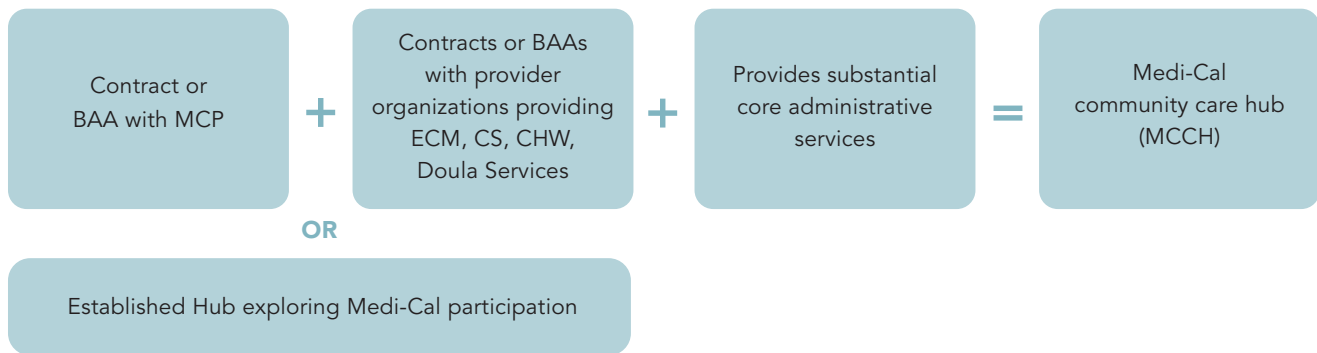 Contract or
BAA with MCP
+
Contracts or BAAs
with provider
organizations providing
ECM, CS, CHW,
Doula Services
+
Provides substantial
core administrative
services
=
Medi-Cal
community care hub
(MCCH)
OR
Established Hub exploring Medi-Cal participation